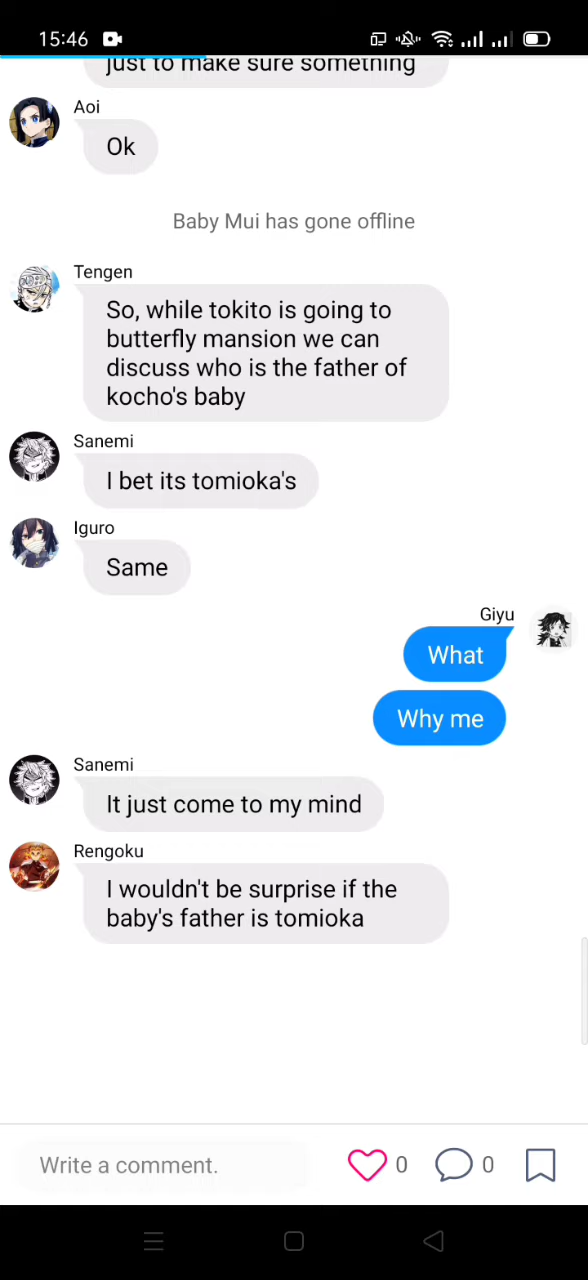 15:46
just to make sure something
Aoi
Ok
Baby Mui has gone offline
Tengen
So, while tokito is going to
butterfly mansion we can
discuss who is the father of
kocho's baby
Sanemi
I bet its tomioka's
Iguro
Same
Giyu
What
Why me
Sanemi
It just come to my mind
Rengoku
I wouldn't be surprise if the
baby's father is tomioka
Write a comment.
0
0